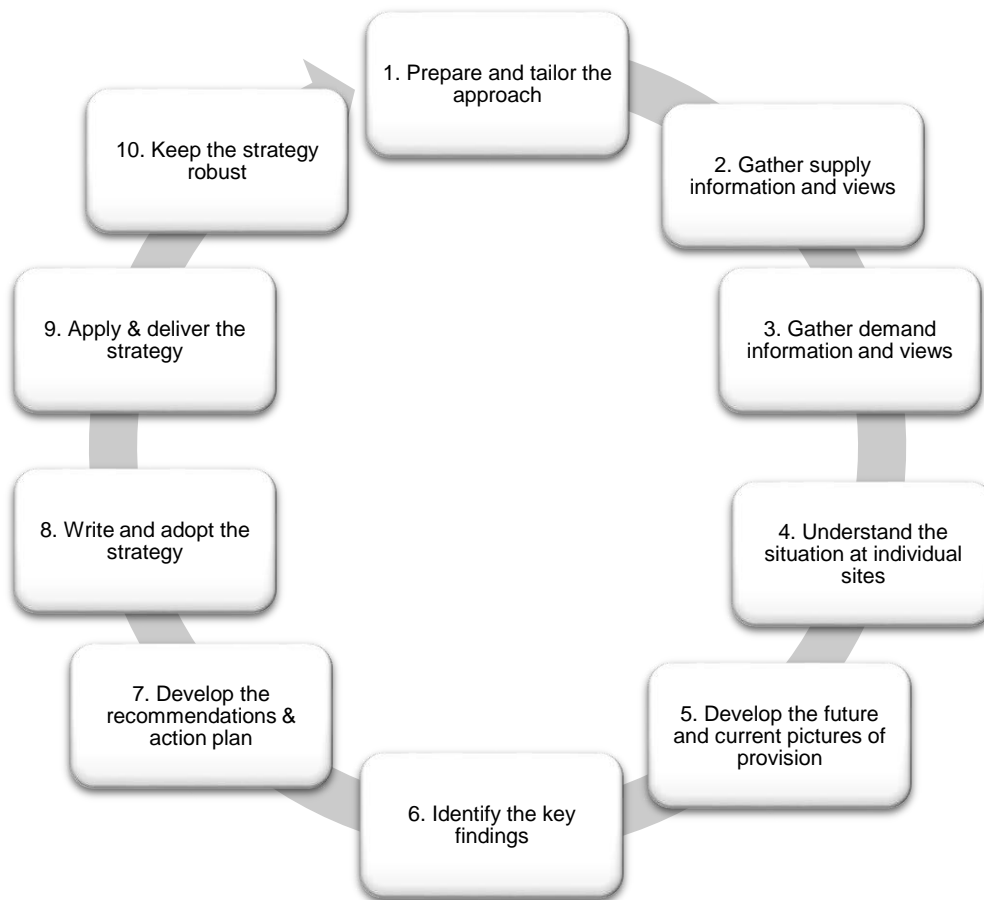 1. Prepare and tailor the
approach
2. Gather supply
information and views
3. Gather demand
information and views
4. Understand the
situation at individual
sites
5. Develop the future
and current pictures of
provision
6. Identify the key
findings
7. Develop the
recommendations &
action plan
8. Write and adopt the
strategy
9. Apply & deliver the
strategy
10. Keep the strategy
robust